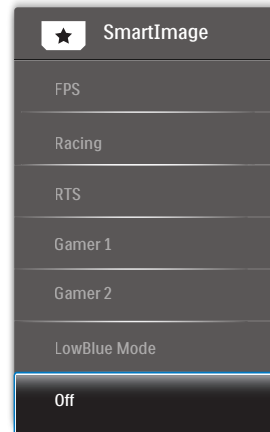 SmartImage
FPS
Racing
RTS
Gamer 1
Gamer 2
LowBlue Mode
Off